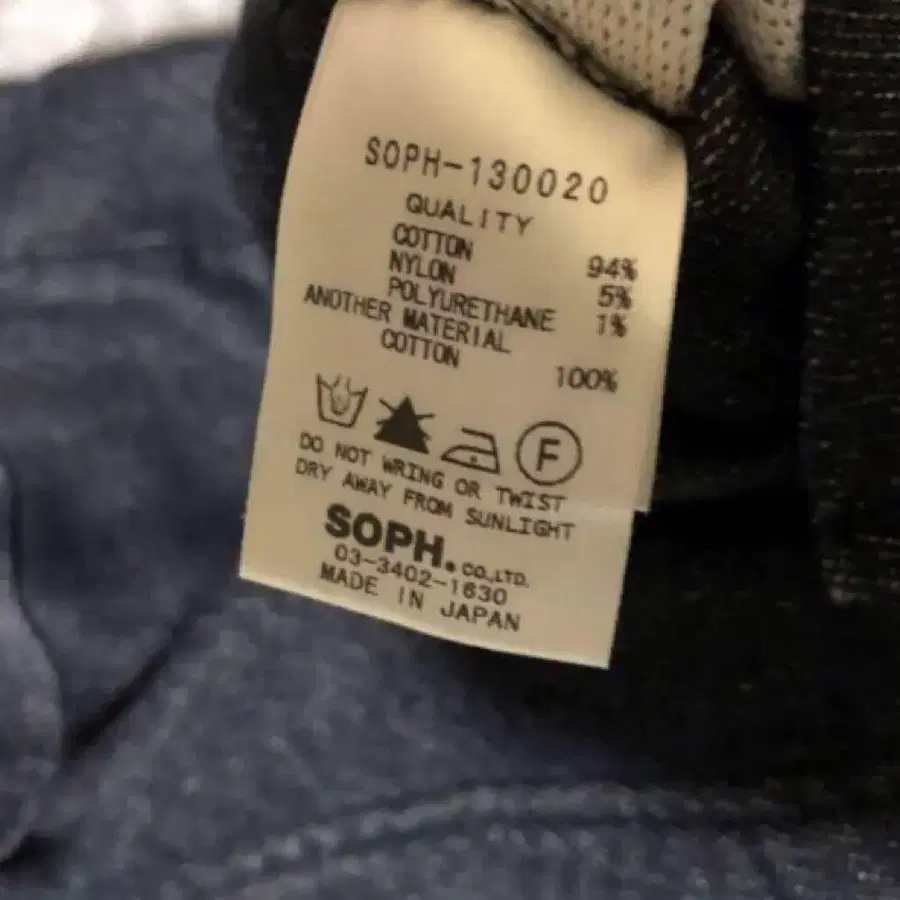 SOPH-130020
QUALITY
COTTON 94%
NYLON 5%
POLYURETHANE 1%
ANOTHER MATERIAL
COTTON 100%
F
DO NOT WRING OR TWIST
DRY AWAY FROM SUNLIGHT
SOPH. CO.,LTD.
03-3402-1630
MADE IN JAPAN